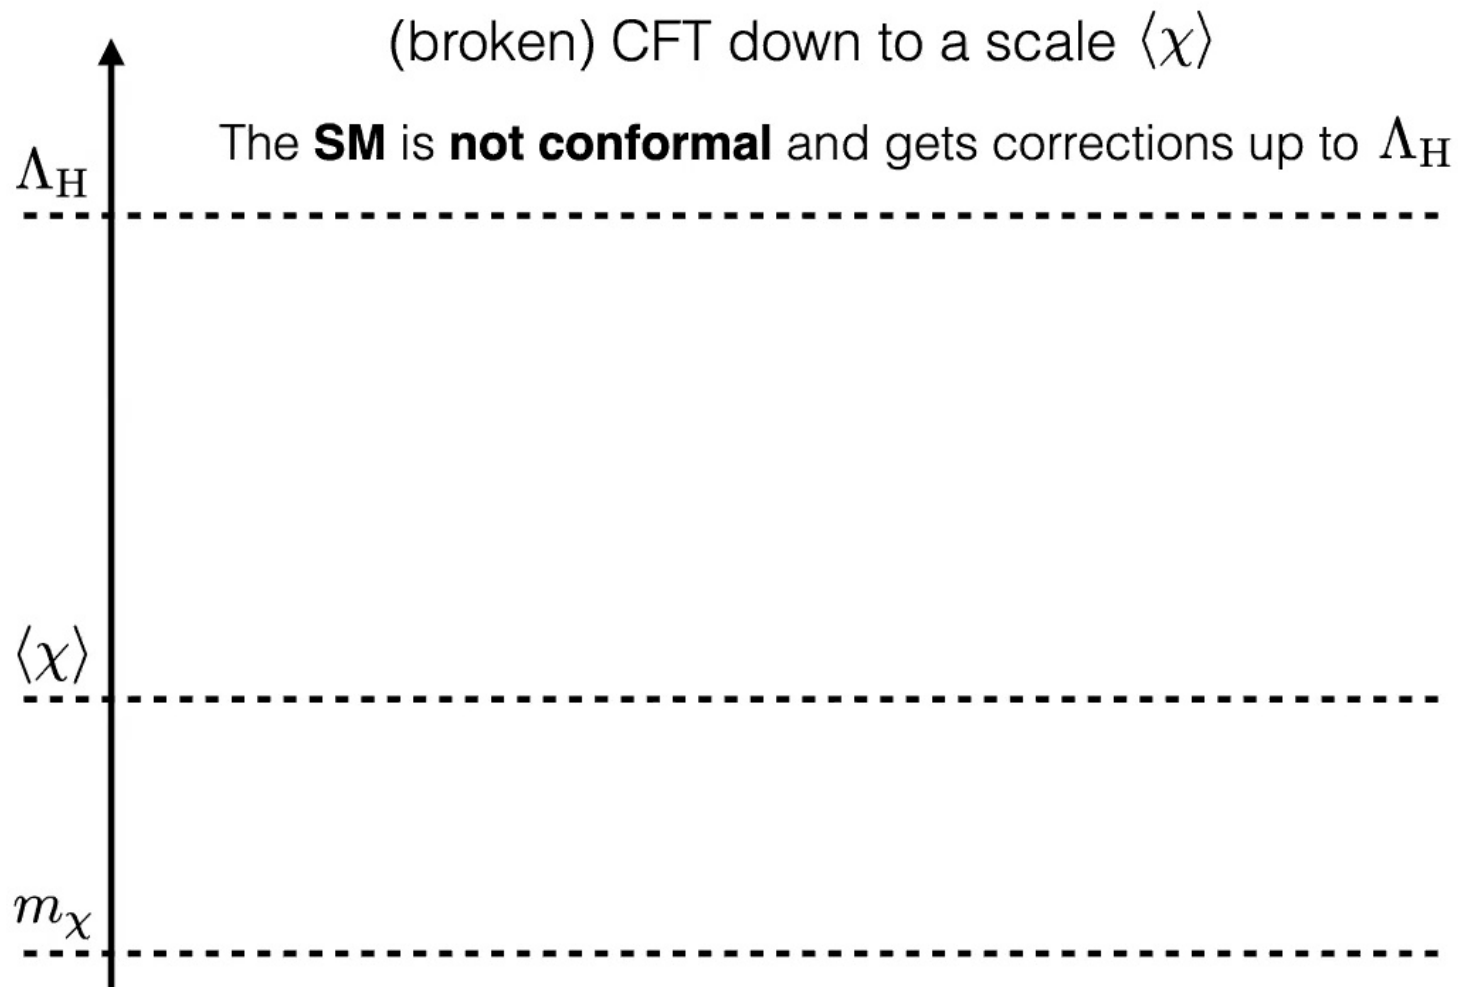 (broken) CFT down to a scale ⟨χ⟩
The SM is not conformal and gets corrections up to Λ_H
Λ_H
⟨χ⟩
m_χ